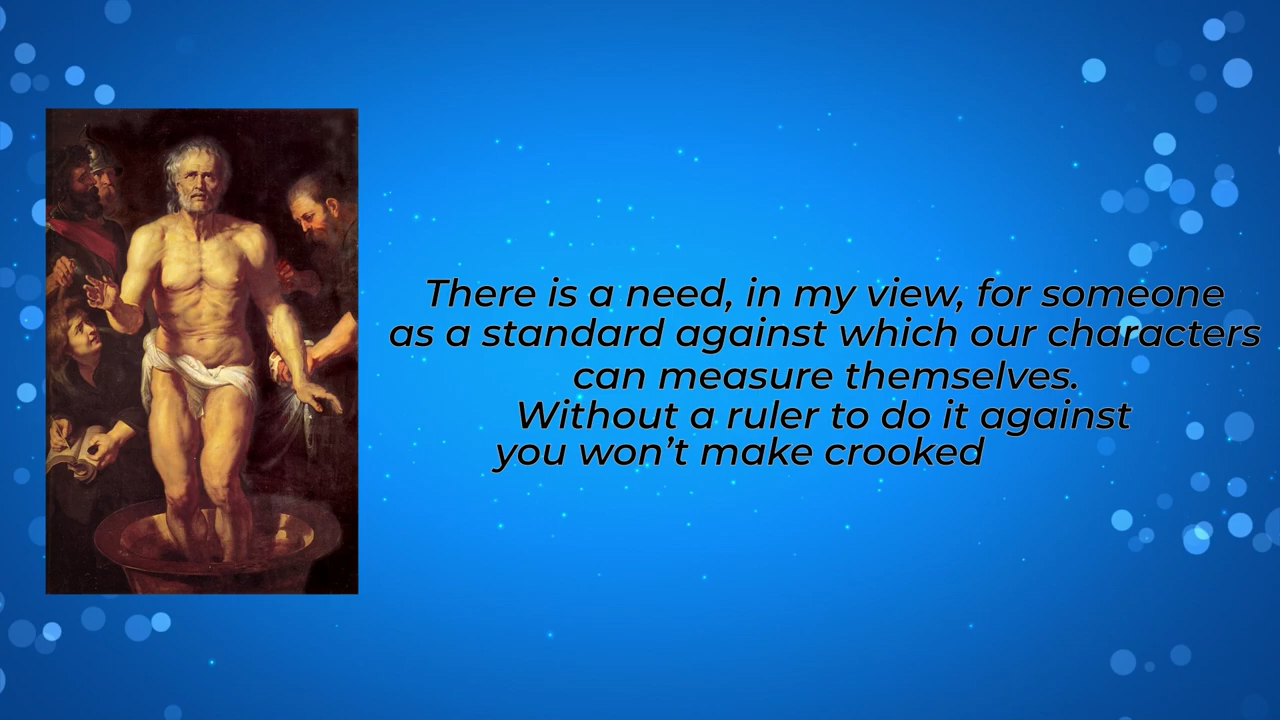 There is a need, in my view, for someone
as a standard against which our characters
can measure themselves.
Without a ruler to do it against
you won’t make crooked